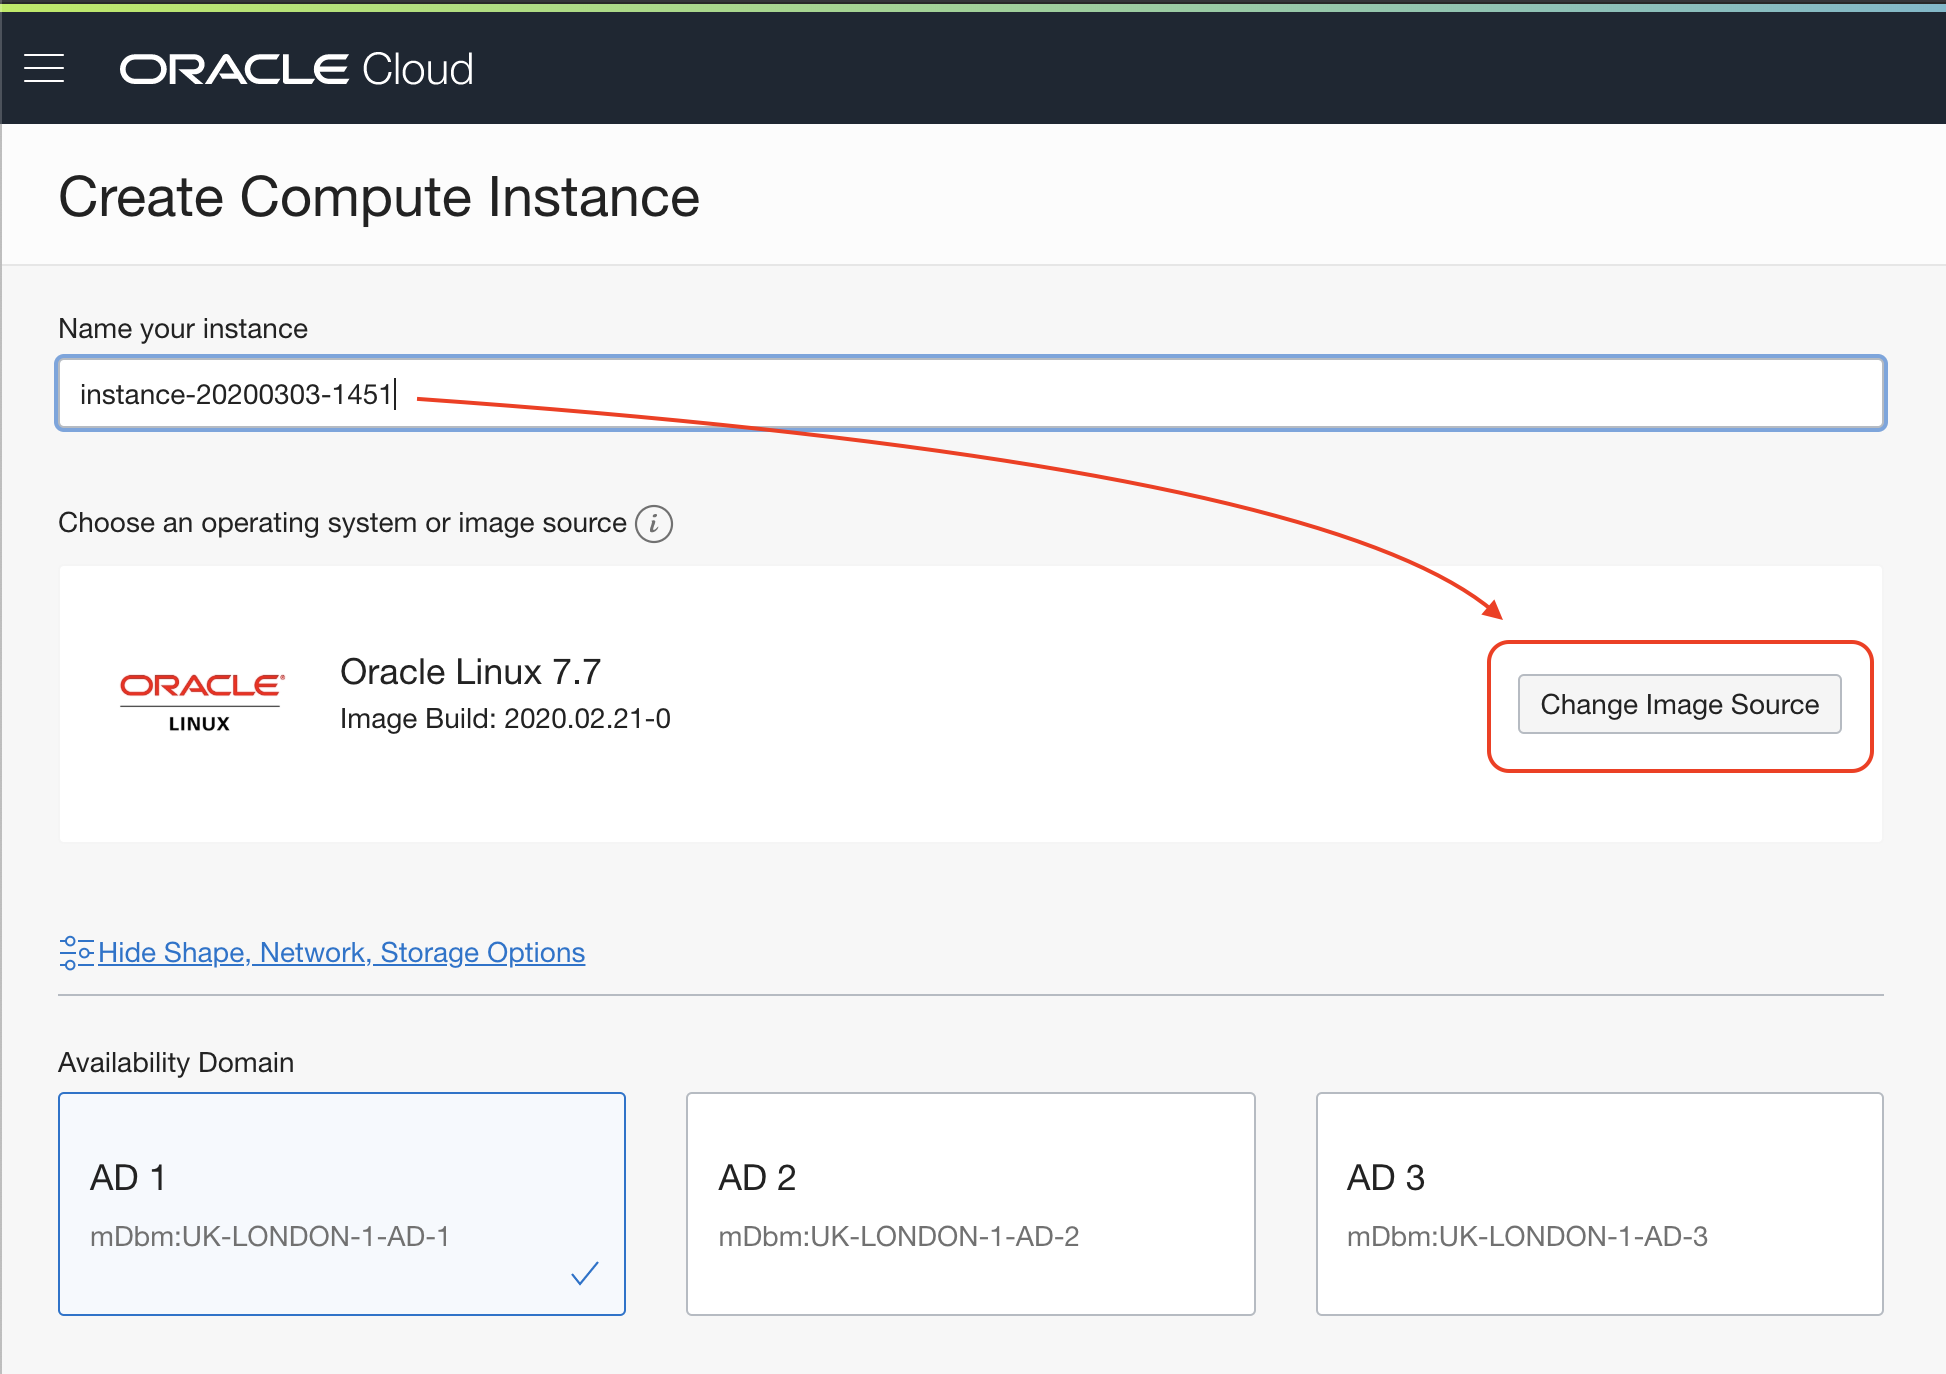 ORACLE Cloud
Create Compute Instance
Name your instance
instance-20200303-1451
Choose an operating system or image source i
ORACLE®
LINUX
Oracle Linux 7.7
Image Build: 2020.02.21-0
Change Image Source
Hide Shape, Network, Storage Options
Availability Domain
AD 1
mDbm:UK-LONDON-1-AD-1
AD 2
mDbm:UK-LONDON-1-AD-2
AD 3
mDbm:UK-LONDON-1-AD-3